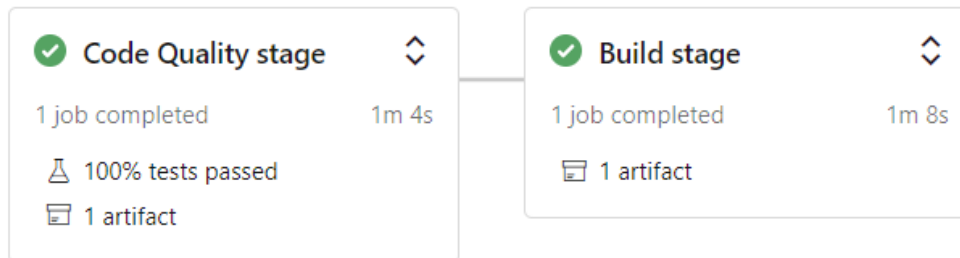 Code Quality stage
1 job completed 1m 4s
100% tests passed
1 artifact
Build stage
1 job completed 1m 8s
1 artifact